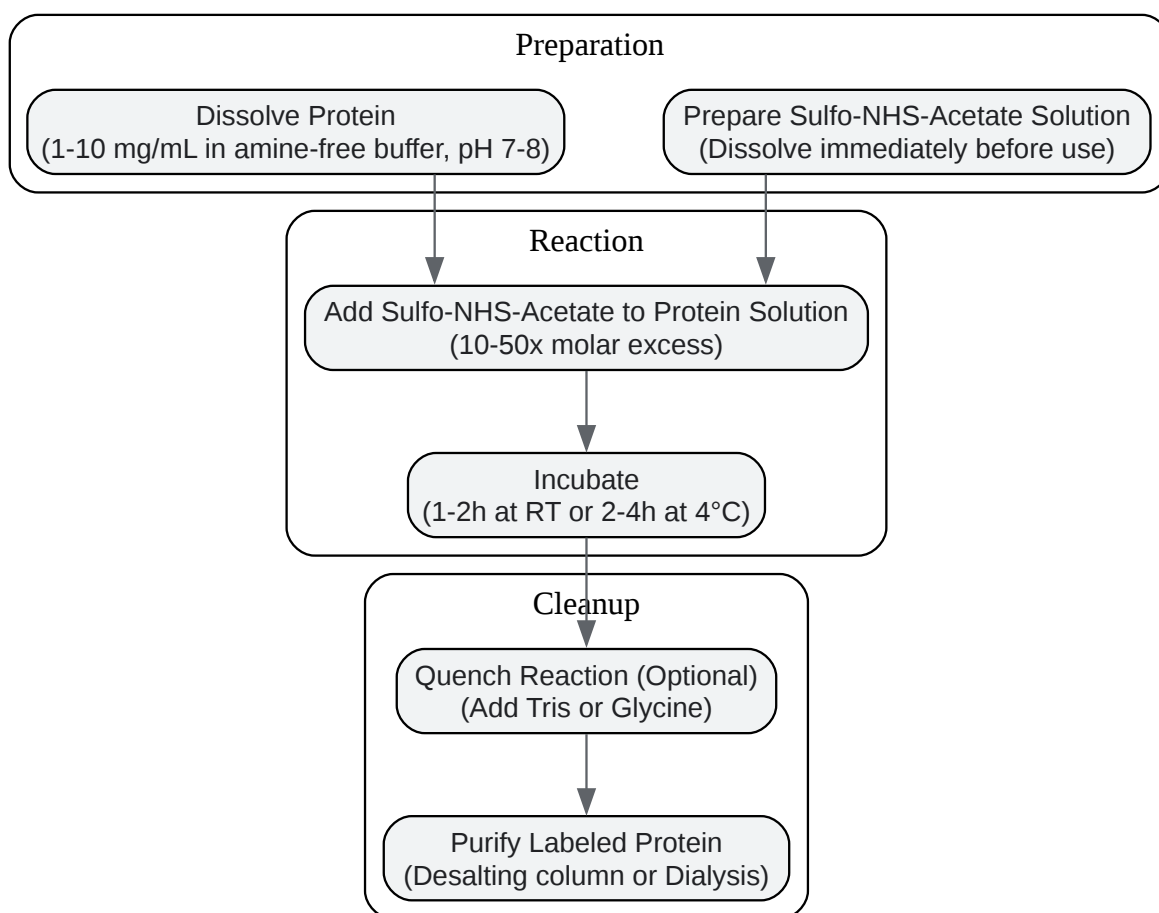 Preparation
Dissolve Protein
(1-10 mg/mL in amine-free buffer, pH 7-8)
Prepare Sulfo-NHS-Acetate Solution
(Dissolve immediately before use)
Reaction
Add Sulfo-NHS-Acetate to Protein Solution
(10-50x molar excess)
Incubate
(1-2h at RT or 2-4h at 4°C)
Cleanup
Quench Reaction (Optional)
(Add Tris or Glycine)
Purify Labeled Protein
(Desalting column or Dialysis)